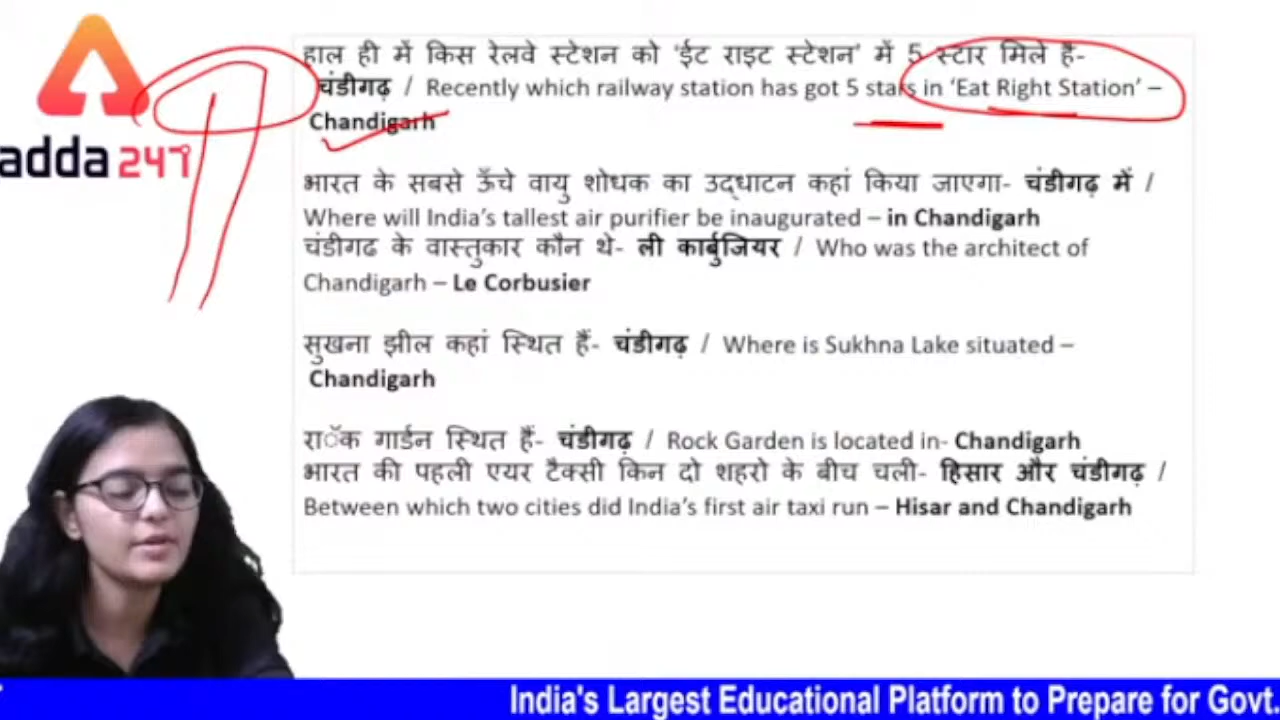 हाल ही में किस रेलवे स्टेशन को ‘ईट राइट स्टेशन’ में 5 स्टार मिले हैं-
चंडीगढ़ / Recently which railway station has got 5 stars in ‘Eat Right Station’ –
Chandigarh
adda 247
भारत के सबसे ऊँचे वायु शोधक का उद्धाटन कहां किया जाएगा- चंडीगढ़ में /
Where will India’s tallest air purifier be inaugurated – in Chandigarh
चंडीगढ के वास्तुकार कौन थे- ली कार्बुजियर / Who was the architect of
Chandigarh – Le Corbusier
सुखना झील कहां स्थित हैं- चंडीगढ़ / Where is Sukhna Lake situated –
Chandigarh
राॅक गार्डन स्थित हैं- चंडीगढ़ / Rock Garden is located in- Chandigarh
भारत की पहली एयर टैक्सी किन दो शहरो के बीच चली- हिसार और चंडीगढ़ /
Between which two cities did India’s first air taxi run – Hisar and Chandigarh
India's Largest Educational Platform to Prepare for Govt.